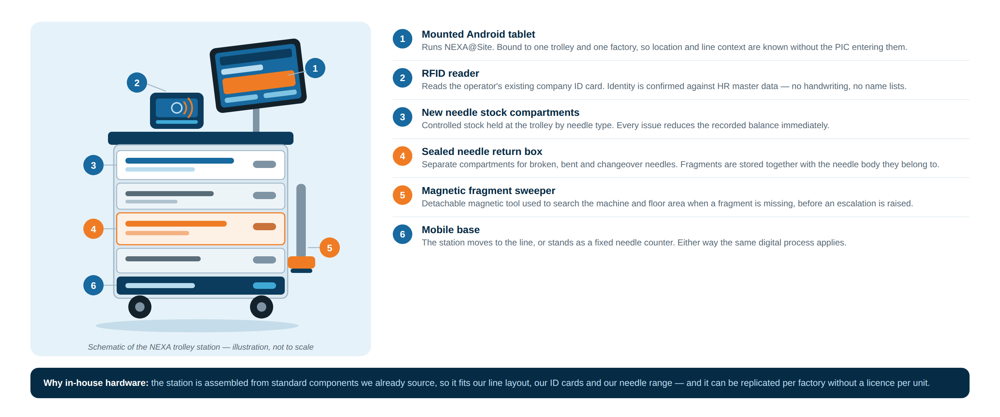 1
2
3
4
5
6
Schematic of the NEXA trolley station — illustration, not to scale
1
Mounted Android tablet
Runs NEXA@Site. Bound to one trolley and one factory, so location and line context are known without the PIC entering them.
2
RFID reader
Reads the operator's existing company ID card. Identity is confirmed against HR master data — no handwriting, no name lists.
3
New needle stock compartments
Controlled stock held at the trolley by needle type. Every issue reduces the recorded balance immediately.
4
Sealed needle return box
Separate compartments for broken, bent and changeover needles. Fragments are stored together with the needle body they belong to.
5
Magnetic fragment sweeper
Detachable magnetic tool used to search the machine and floor area when a fragment is missing, before an escalation is raised.
6
Mobile base
The station moves to the line, or stands as a fixed needle counter. Either way the same digital process applies.
Why in-house hardware: the station is assembled from standard components we already source, so it fits our line layout, our ID cards and our needle range — and it can be replicated per factory without a licence per unit.